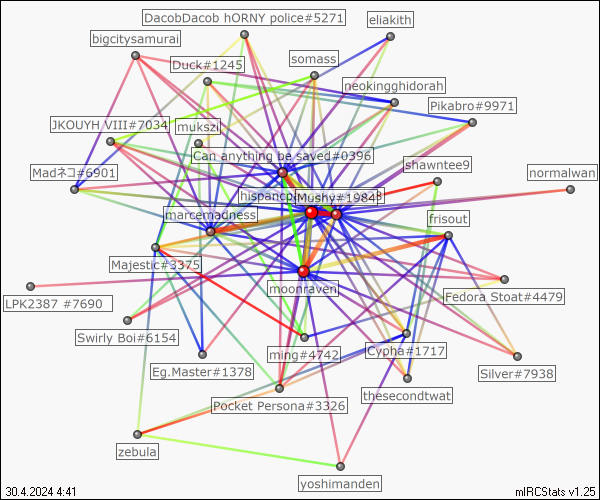 DacobDacob hORNY police#5271
eliakith
bigcitysamurai
somass
Duck#1245
neokingghidorah
Pikabro#9971
JKOUYH VIII#7034
mukszi
Can anything be saved#0396
shawntee9
Madネコ#6901
normalwan
Mushy#1984
marcemadness
frisout
Majestic#3375
moonraven
LPK2387 #7690
Fedora Stoat#4479
Swirly Boi#6154
ming#4742
Cypha#1717
Eg.Master#1378
Silver#7938
thesecondtwat
Pocket Persona#3326
zebula
yoshimanden
30.4.2024 4:41
mIRCStats v1.25